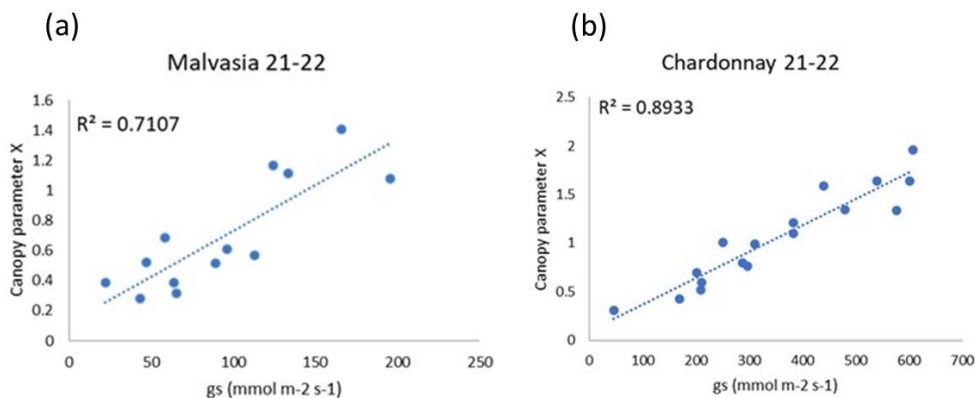 (a)
Malvasia 21-22
R² = 0.7107
Canopy parameter X
1.6
1.4
1.2
1
0.8
0.6
0.4
0.2
0
0 50 100 150 200 250
gs (mmol m-2 s-1)
(b)
Chardonnay 21-22
R² = 0.8933
Canopy parameter X
2.5
2
1.5
1
0.5
0
0 100 200 300 400 500 600 700
gs (mmol m-2 s-1)